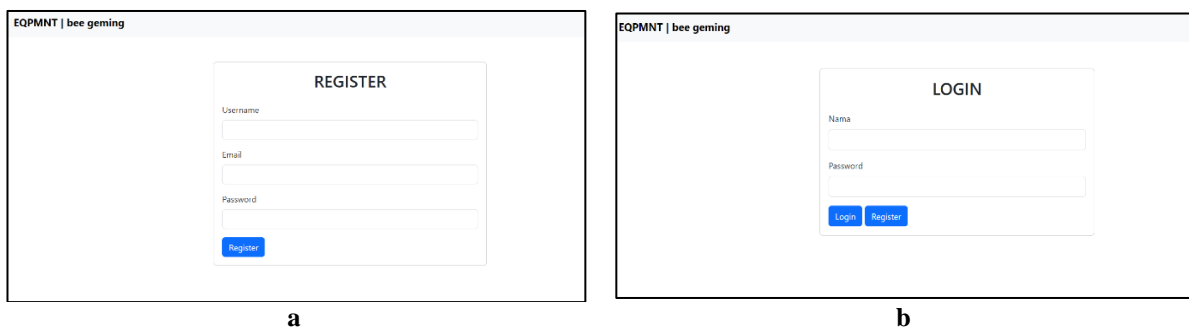 EQPMNT | bee geming
REGISTER
Username
Email
Password
Register
a
EQPMNT | bee geming
LOGIN
Nama
Password
Login Register
b